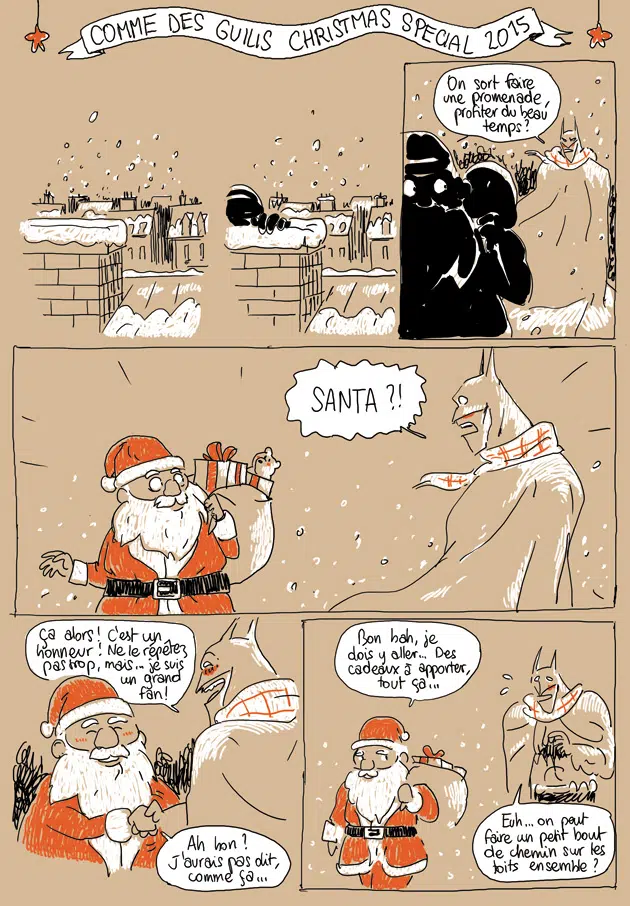 COMME DES GUILIS CHRISTMAS SPECIAL 2015
On sort faire
une promenade,
profiter du beau
temps?
SANTA ?!
Ça alors! C'est un
honneur! Ne le répétez
pas trop, mais... je suis
un grand
fan!
Ah bon?
J'aurais pas dit,
comme ça...
Bon bah, je
dois y aller... Des
cadeaux à apporter,
tout ça...
Euh... on peut
faire un petit bout
de chemin sur les
toits ensemble?